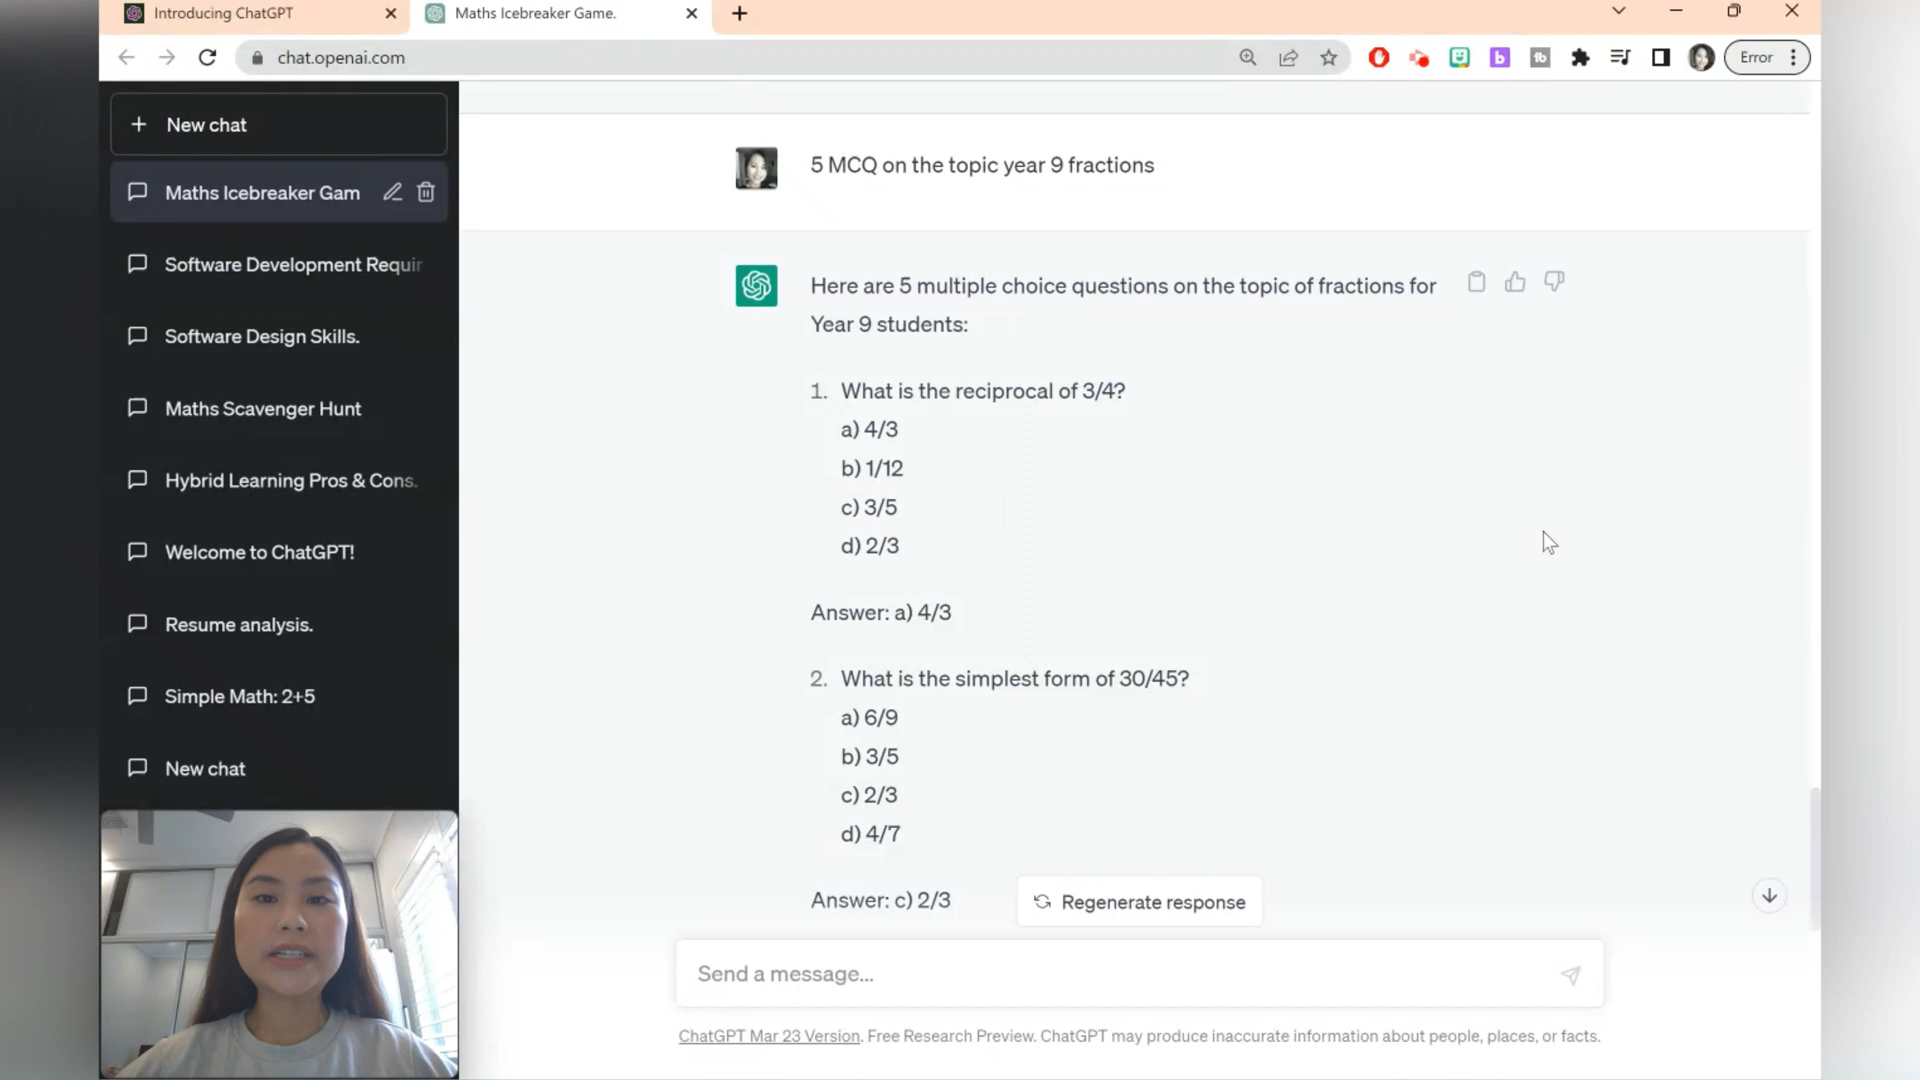 Introducing ChatGPT
Maths Icebreaker Game.
chat.openai.com
Error
New chat
Maths Icebreaker Gam
Software Development Requir
Software Design Skills.
Maths Scavenger Hunt
Hybrid Learning Pros & Cons.
Welcome to ChatGPT!
Resume analysis.
Simple Math: 2+5
New chat
5 MCQ on the topic year 9 fractions
Here are 5 multiple choice questions on the topic of fractions for
Year 9 students:
1. What is the reciprocal of 3/4?
a) 4/3
b) 1/12
c) 3/5
d) 2/3
Answer: a) 4/3
2. What is the simplest form of 30/45?
a) 6/9
b) 3/5
c) 2/3
d) 4/7
Answer: c) 2/3
Regenerate response
Send a message...
ChatGPT Mar 23 Version. Free Research Preview. ChatGPT may produce inaccurate information about people, places, or facts.